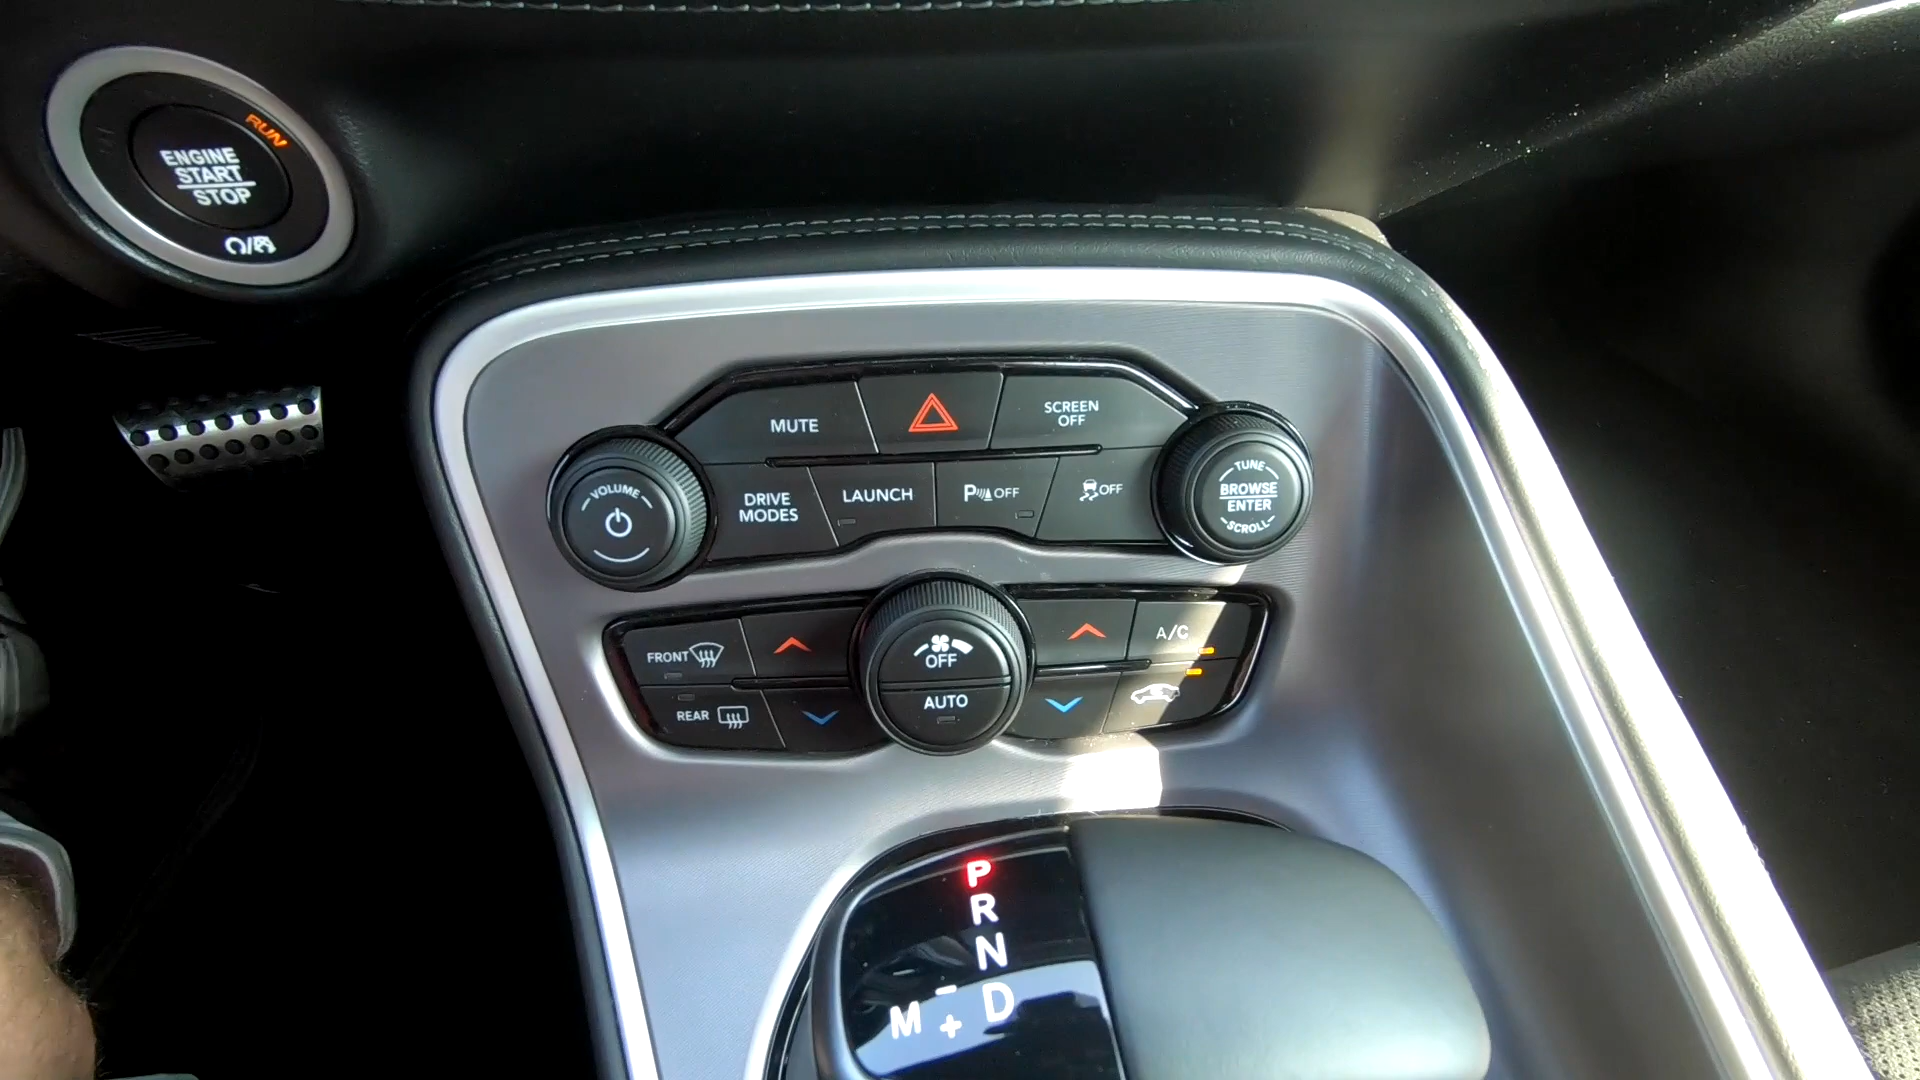 RUN
ENGINE
START
STOP
MUTE
SCREEN
OFF
VOLUME
DRIVE
MODES
LAUNCH
P OFF
OFF
TUNE
BROWSE
ENTER
SCROLL
FRONT
REAR
OFF
AUTO
A/C
P
R
N
D
M - +